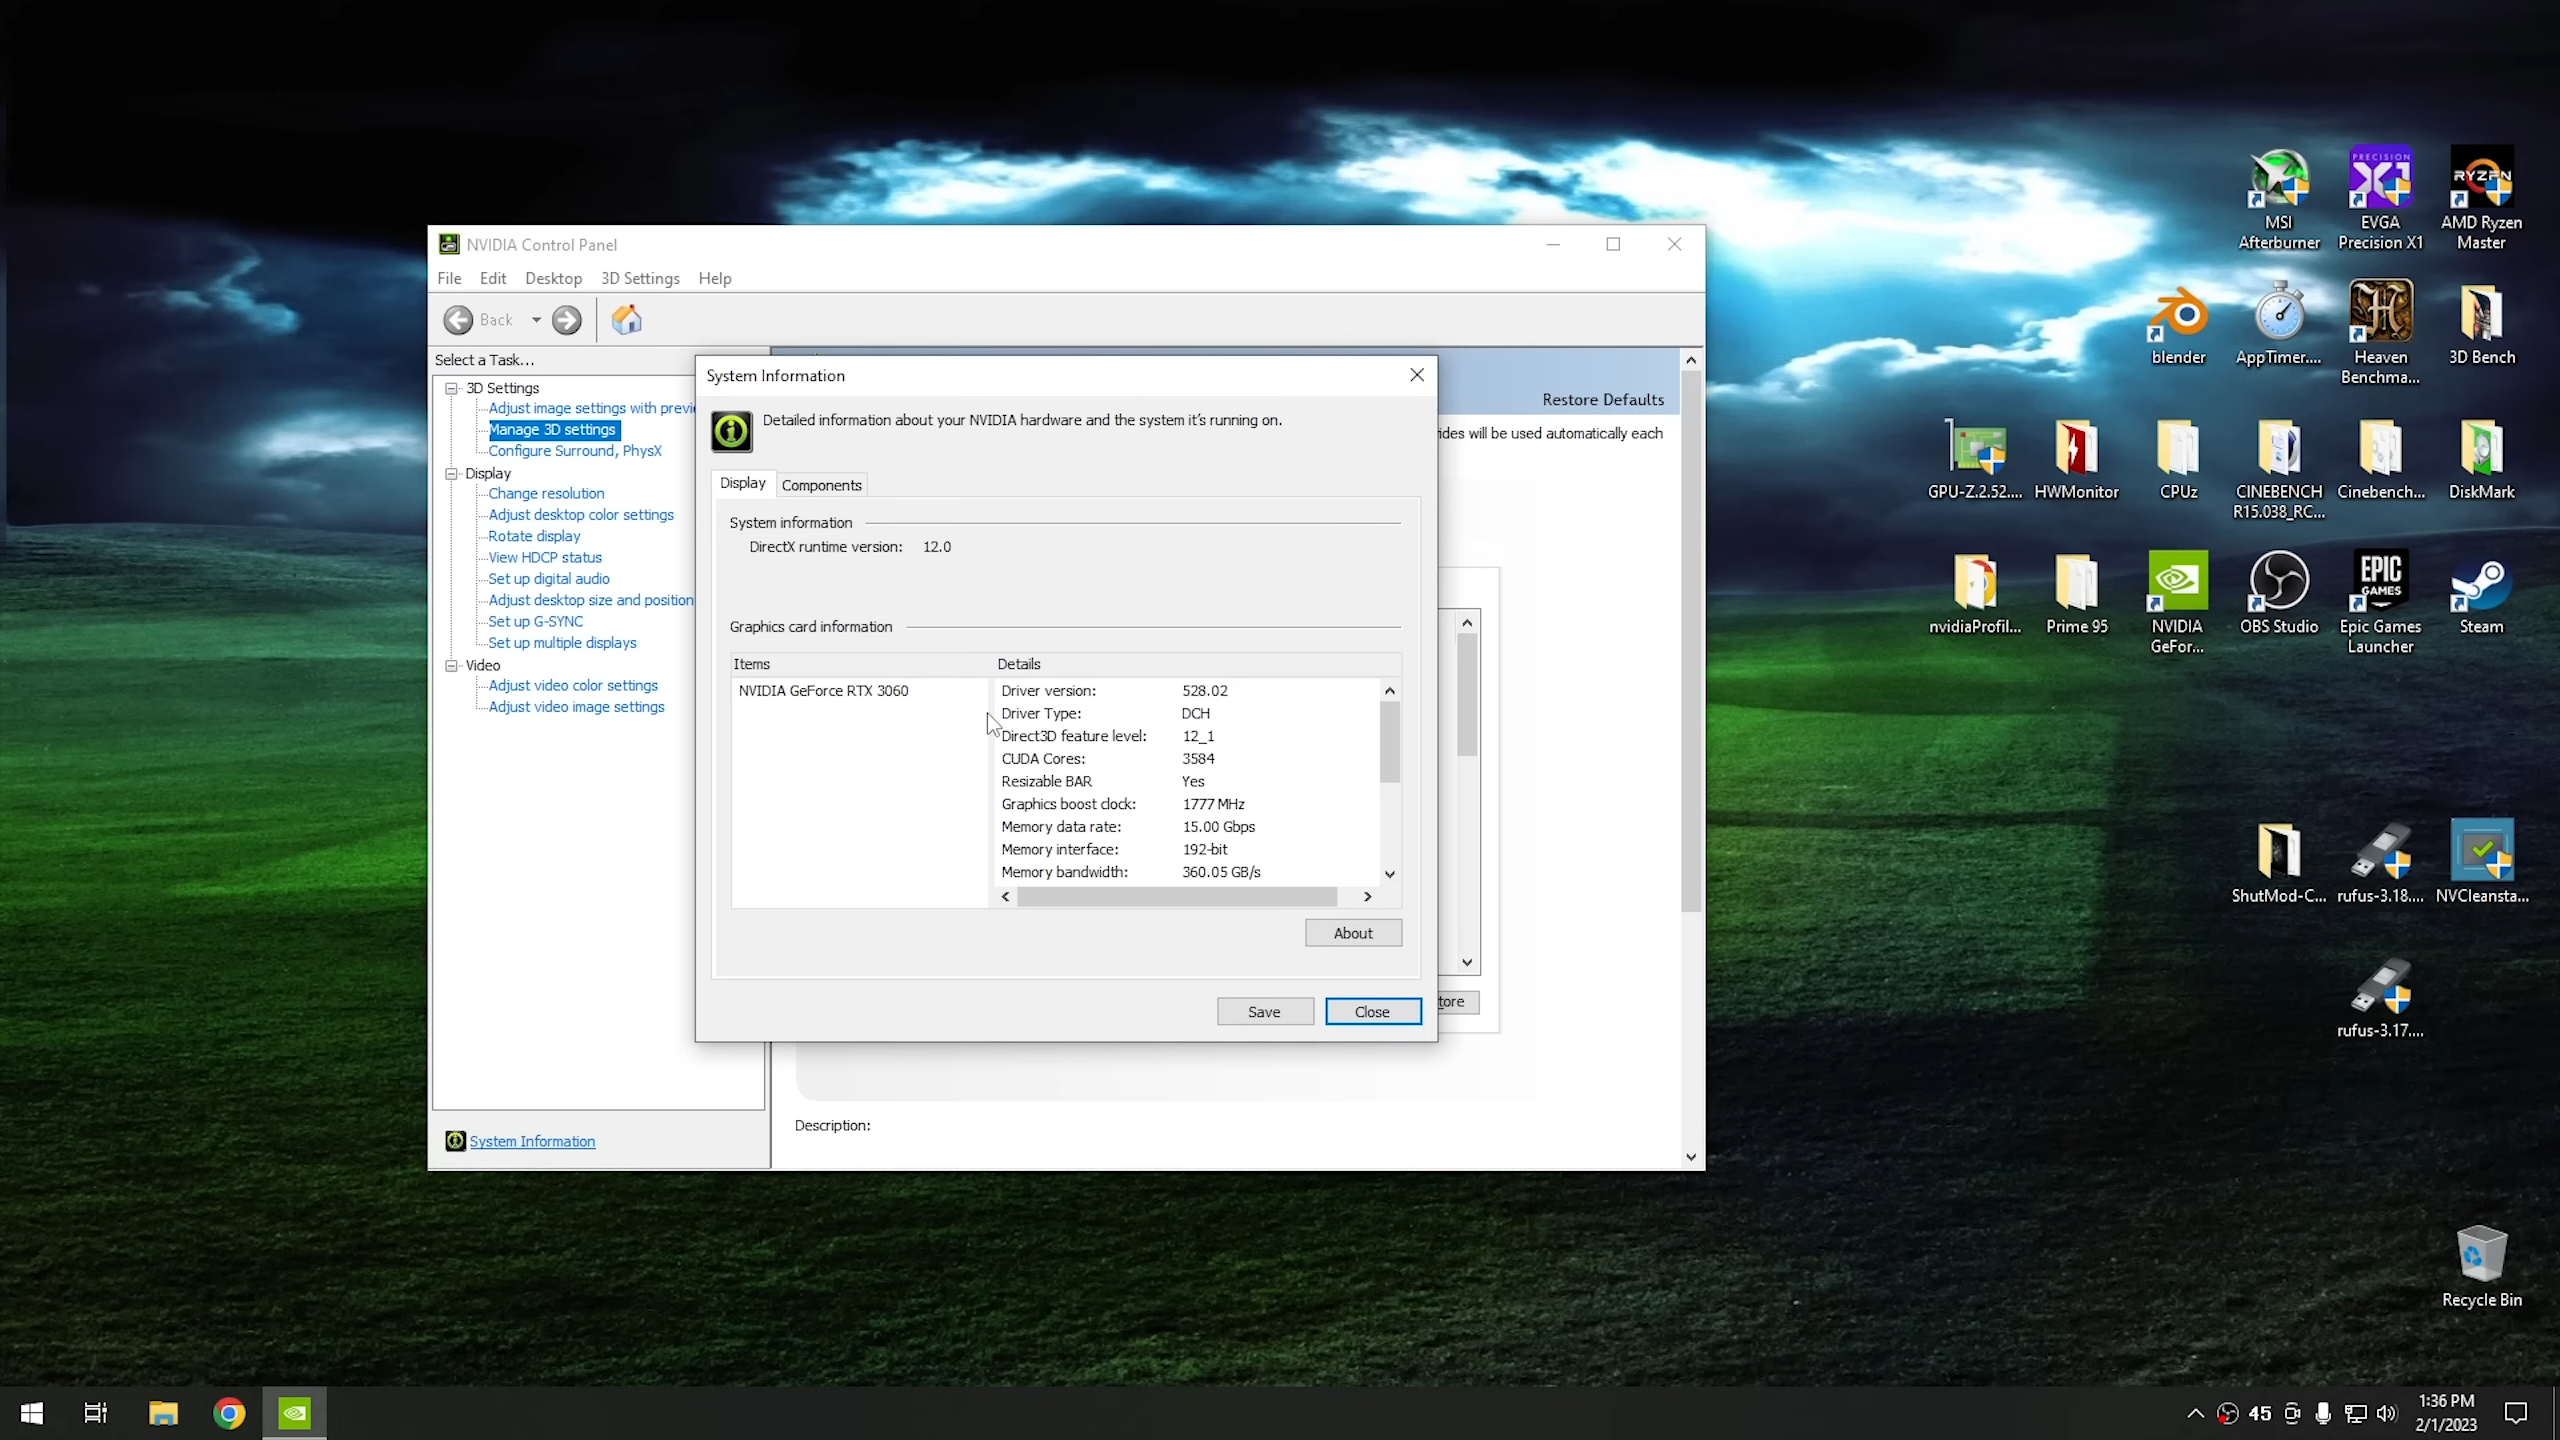 NVIDIA Control Panel
File Edit Desktop 3D Settings Help
Back
Select a Task...
3D Settings
Adjust image settings with previ
Manage 3D settings
Configure Surround, PhysX
Display
Change resolution
Adjust desktop color settings
Rotate display
View HDCP status
Set up digital audio
Adjust desktop size and position
Set up G-SYNC
Set up multiple displays
Video
Adjust video color settings
Adjust video image settings
System Information
Restore Defaults
ides will be used automatically each
tore
Description:
System Information
Detailed information about your NVIDIA hardware and the system it's running on.
Display Components
System information
DirectX runtime version: 12.0
Graphics card information
Items Details
NVIDIA GeForce RTX 3060
Driver version: 528.02
Driver Type: DCH
Direct3D feature level: 12_1
CUDA Cores: 3584
Resizable BAR Yes
Graphics boost clock: 1777 MHz
Memory data rate: 15.00 Gbps
Memory interface: 192-bit
Memory bandwidth: 360.05 GB/s
About
Save Close
PRECISION
X1
RYZEN
MSI
Afterburner
EVGA
Precision X1
AMD Ryzen
Master
blender
AppTimer....
Heaven
Benchma...
3D Bench
GPU-Z.2.52....
HWMonitor
CPUz
CINEBENCH
R15.038_RC...
Cinebench...
DiskMark
EPIC
GAMES
nvidiaProfil...
Prime 95
NVIDIA
GeFor...
OBS Studio
Epic Games
Launcher
Steam
ShutMod-C...
rufus-3.18....
NVCleansta...
rufus-3.17....
Recycle Bin
45
1:36 PM
2/1/2023